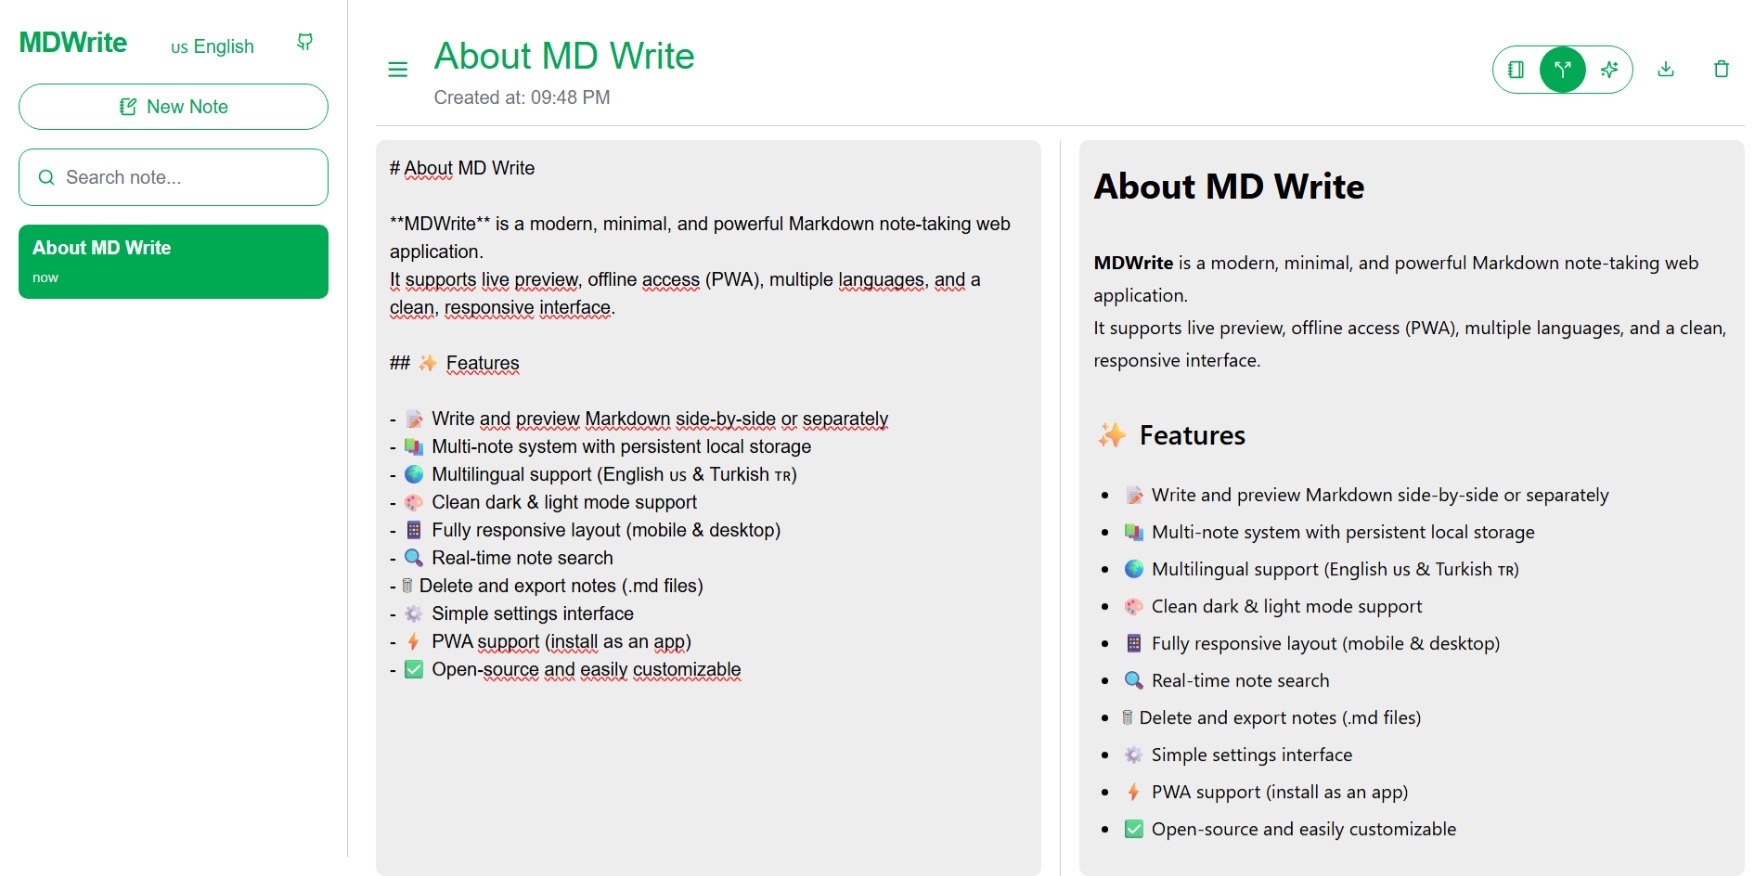 MDWrite
us English
New Note
Search note...
About MD Write
now
About MD Write
Created at: 09:48 PM
# About MD Write
**MDWrite** is a modern, minimal, and powerful Markdown note-taking web
application.
It supports live preview, offline access (PWA), multiple languages, and a
clean, responsive interface.
## ✨ Features
- 📝 Write and preview Markdown side-by-side or separately
- 📚 Multi-note system with persistent local storage
- 🌍 Multilingual support (English us & Turkish TR)
- 🎨 Clean dark & light mode support
- 📱 Fully responsive layout (mobile & desktop)
- 🔍 Real-time note search
- 🗑 Delete and export notes (.md files)
- ⚙️ Simple settings interface
- ⚡ PWA support (install as an app)
- ✅ Open-source and easily customizable
About MD Write
MDWrite is a modern, minimal, and powerful Markdown note-taking web
application.
It supports live preview, offline access (PWA), multiple languages, and a clean,
responsive interface.
✨ Features
• 📝 Write and preview Markdown side-by-side or separately
• 📚 Multi-note system with persistent local storage
• 🌍 Multilingual support (English us & Turkish TR)
• 🎨 Clean dark & light mode support
• 📱 Fully responsive layout (mobile & desktop)
• 🔍 Real-time note search
• 🗑 Delete and export notes (.md files)
• ⚙️ Simple settings interface
• ⚡ PWA support (install as an app)
• ✅ Open-source and easily customizable